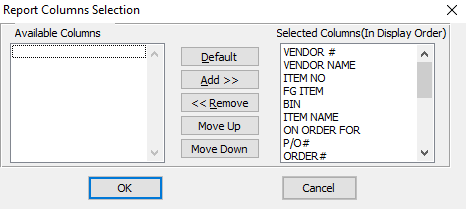 Report Columns Selection
Available Columns
Selected Columns(In Display Order)
Default
Add >>
<< Remove
Move Up
Move Down
VENDOR #
VENDOR NAME
ITEM NO
FG ITEM
BIN
ITEM NAME
ON ORDER FOR
P/O#
ORDER#
OK
Cancel